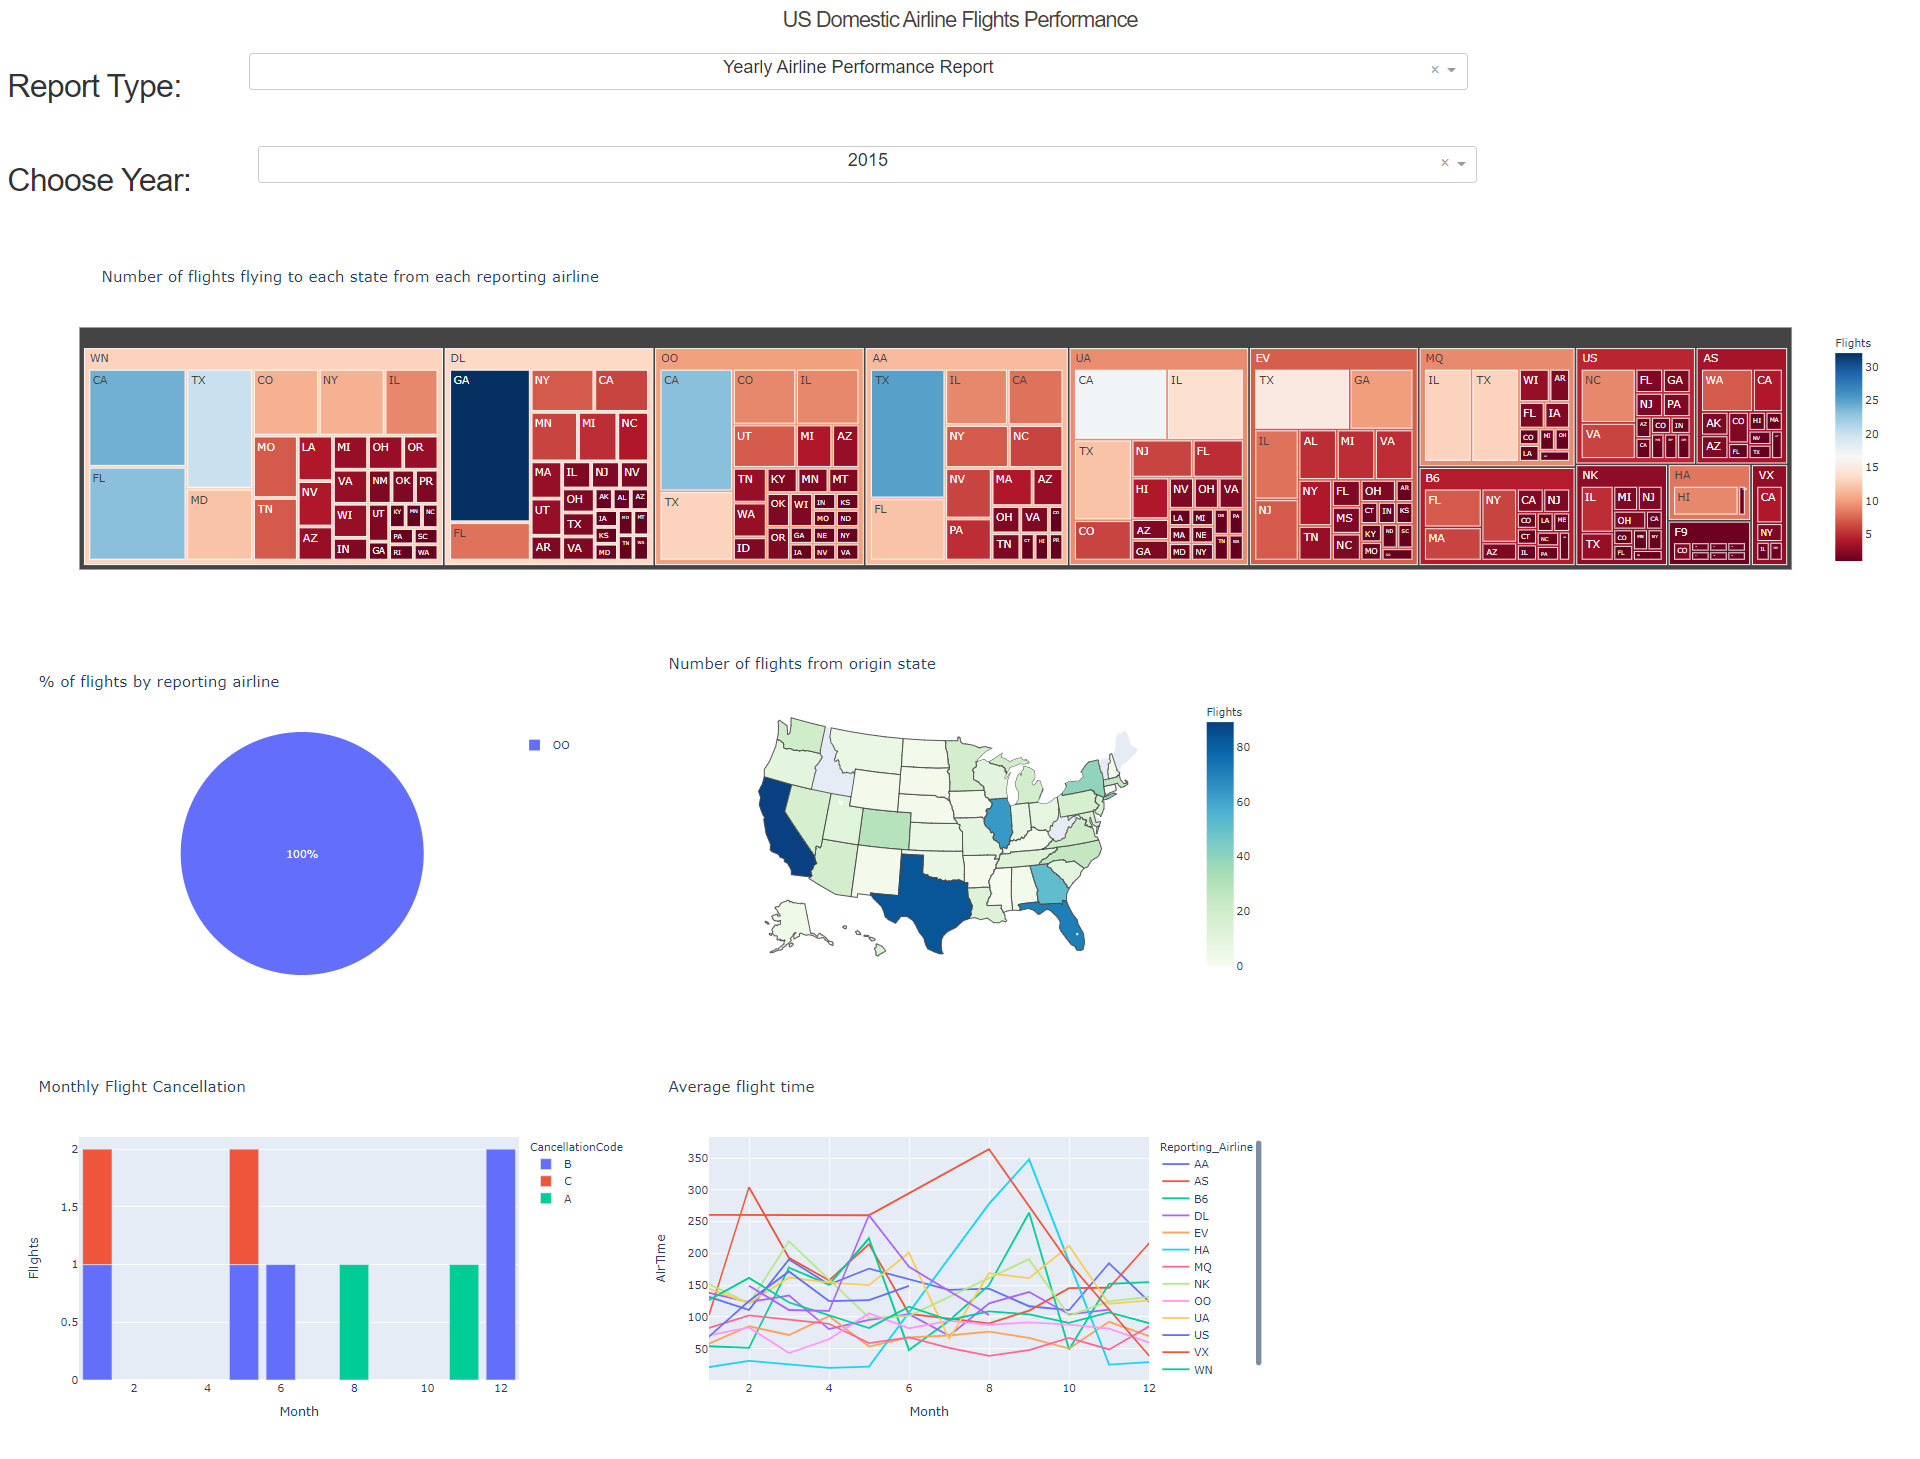 US Domestic Airline Flights Performance
Report Type:
Yearly Airline Performance Report
×
Choose Year:
2015
×
Number of flights flying to each state from each reporting airline
WN
CA
TX
CO
NY
IL
FL
MD
MO
LA
MI
OH
OR
NV
VA
NM
OK
PR
TN
WI
UT
KY
MN
NC
AZ
IN
GA
PA
SC
RI
WA
DL
GA
NY
CA
FL
MN
MI
NC
MA
IL
NJ
NV
UT
OH
AK
AL
AZ
TX
IA
MO
MT
AR
VA
KS
MD
TN
WA
OO
CA
CO
IL
TX
UT
MI
AZ
TN
KY
MN
MT
WA
OK
WI
IN
KS
MO
ND
ID
OR
GA
NE
NY
IA
NV
VA
AA
TX
IL
CA
FL
NY
NC
NV
MA
AZ
PA
OH
VA
CO
TN
CT
HI
PR
UA
CA
IL
TX
NJ
FL
CO
HI
NV
OH
VA
AZ
LA
MI
OK
PA
GA
MA
NE
MD
NY
WA
EV
TX
GA
IL
AL
MI
VA
NJ
NY
FL
OH
AR
MS
CT
IN
KS
TN
NC
KY
ND
SC
MO
MQ
IL
TX
WI
AR
FL
IA
CO
MI
OH
LA
B6
FL
NY
CA
NJ
MA
CO
LA
ME
CT
NC
AZ
IL
PA
US
NC
FL
GA
VA
NJ
PA
AZ
CO
IN
CA
AS
WA
CA
AK
CO
HI
MA
AZ
NV
FL
TX
NK
IL
MI
NJ
TX
OH
CA
CO
MN
NY
FL
HA
HI
F9
CO
VX
CA
NY
IL
Flights
30
25
20
15
10
5
% of flights by reporting airline
OO
100%
Number of flights from origin state
Flights
80
60
40
20
0
Monthly Flight Cancellation
Flights
2
1.5
1
0.5
0
2
4
6
8
10
12
Month
CancellationCode
B
C
A
Average flight time
AirTime
350
300
250
200
150
100
50
2
4
6
8
10
12
Month
Reporting_Airline
AA
AS
B6
DL
EV
HA
MQ
NK
OO
UA
US
VX
WN